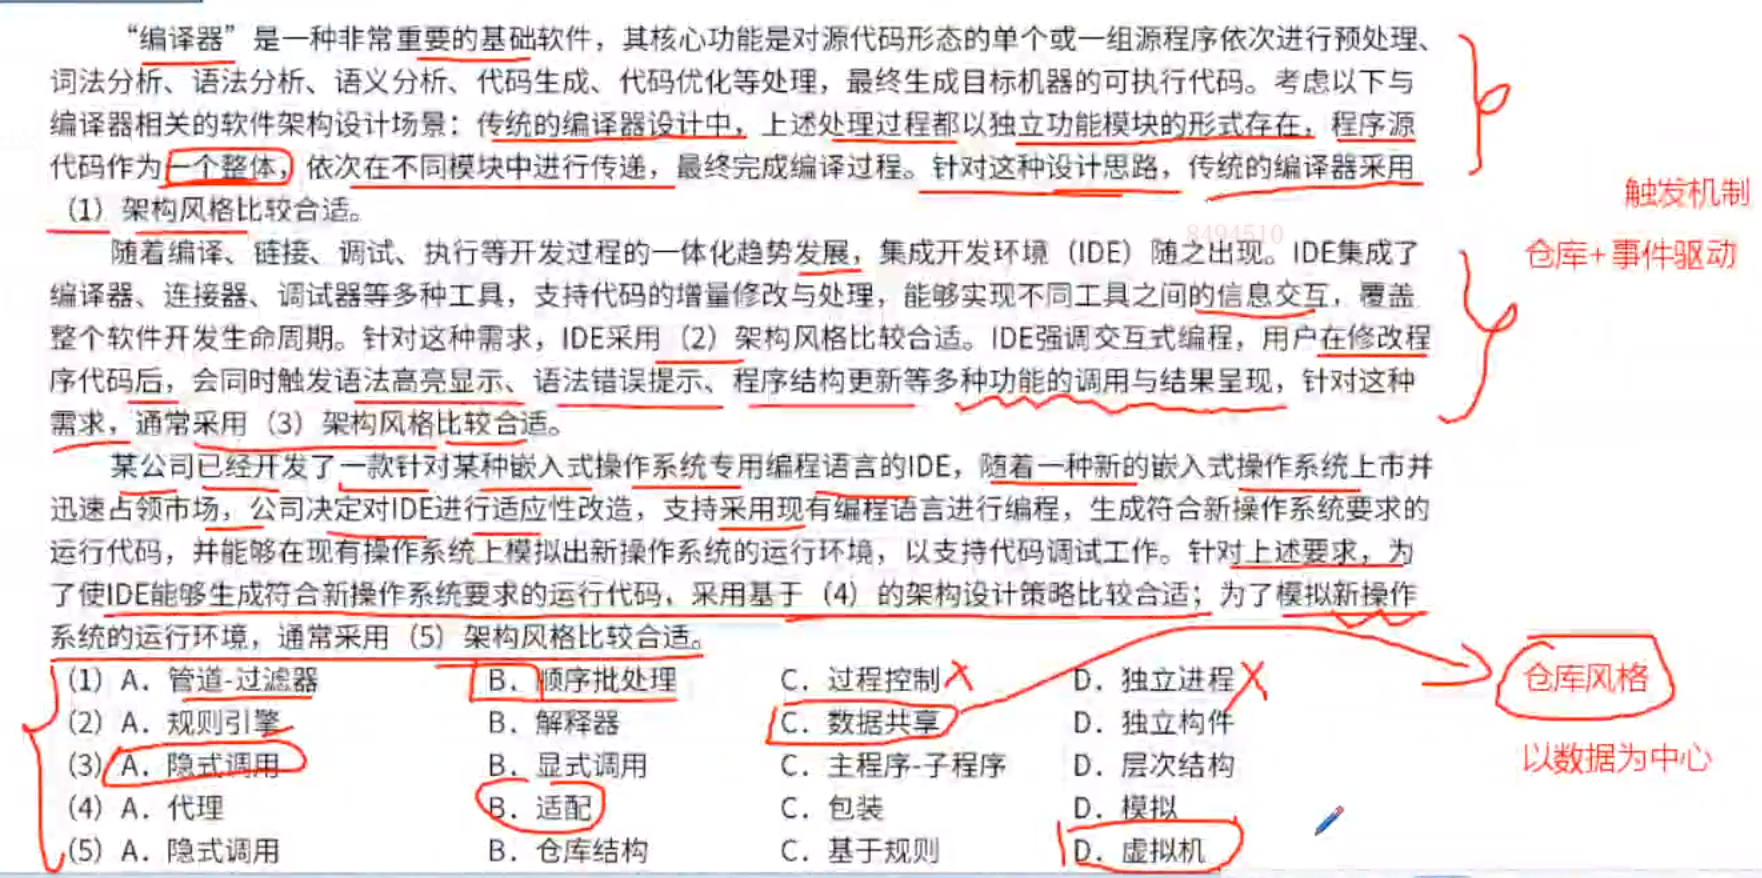 “编译器”是一种非常重要的基础软件，其核心功能是对源代码形态的单个或一组源程序依次进行预处理、
词法分析、语法分析、语义分析、代码生成、代码优化等处理，最终生成目标机器的可执行代码。考虑以下与
编译器相关的软件架构设计场景：传统的编译器设计中，上述处理过程都以独立功能模块的形式存在，程序源
代码作为一个整体，依次在不同模块中进行传递，最终完成编译过程。针对这种设计思路，传统的编译器采用
（1）架构风格比较合适。
触发机制
8494510
随着编译、链接、调试、执行等开发过程的一体化趋势发展，集成开发环境（IDE）随之出现。IDE集成了
仓库+事件驱动
编译器、连接器、调试器等多种工具，支持代码的增量修改与处理，能够实现不同工具之间的信息交互，覆盖
整个软件开发生命周期。针对这种需求，IDE采用（2）架构风格比较合适。IDE强调交互式编程，用户在修改程
序代码后，会同时触发语法高亮显示、语法错误提示、程序结构更新等多种功能的调用与结果呈现，针对这种
需求，通常采用（3）架构风格比较合适。
某公司已经开发了一款针对某种嵌入式操作系统专用编程语言的IDE，随着一种新的嵌入式操作系统上市并
迅速占领市场，公司决定对IDE进行适应性改造，支持采用现有编程语言进行编程，生成符合新操作系统要求的
运行代码，并能够在现有操作系统上模拟出新操作系统的运行环境，以支持代码调试工作。针对上述要求，为
了使IDE能够生成符合新操作系统要求的运行代码，采用基于（4）的架构设计策略比较合适；为了模拟新操作
系统的运行环境，通常采用（5）架构风格比较合适。
（1）A. 管道-过滤器 B. 顺序批处理 C. 过程控制 D. 独立进程
仓库风格
（2）A. 规则引擎 B. 解释器 C. 数据共享 D. 独立构件
（3）A. 隐式调用 B. 显式调用 C. 主程序-子程序 D. 层次结构
以数据为中心
（4）A. 代理 B. 适配 C. 包装 D. 模拟
（5）A. 隐式调用 B. 仓库结构 C. 基于规则 D. 虚拟机